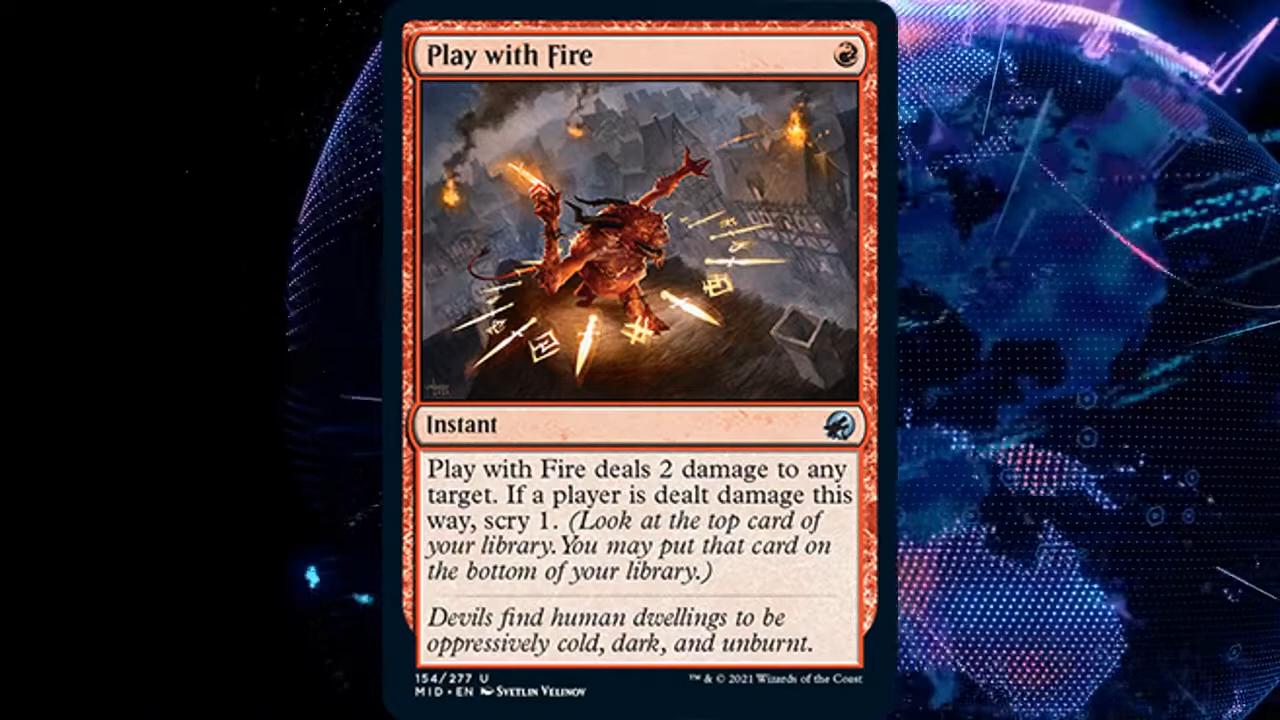 Play with Fire
Instant
Play with Fire deals 2 damage to any
target. If a player is dealt damage this
way, scry 1. (Look at the top card of
your library. You may put that card on
the bottom of your library.)
Devils find human dwellings to be
oppressively cold, dark, and unburnt.
154/277 U
MID • EN Svetlin Velinov
™ & © 2021 Wizards of the Coast